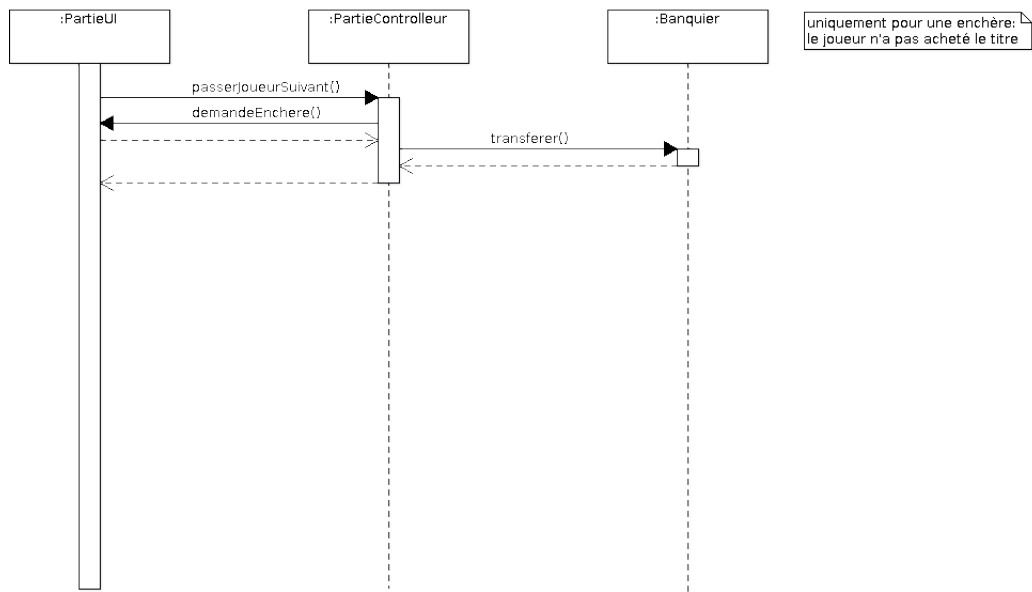 :PartieUI
:PartieControlleur
:Banquier
uniquement pour une enchère:
le joueur n'a pas acheté le titre
passerJoueurSuivant()
demandeEnchere()
transferer()